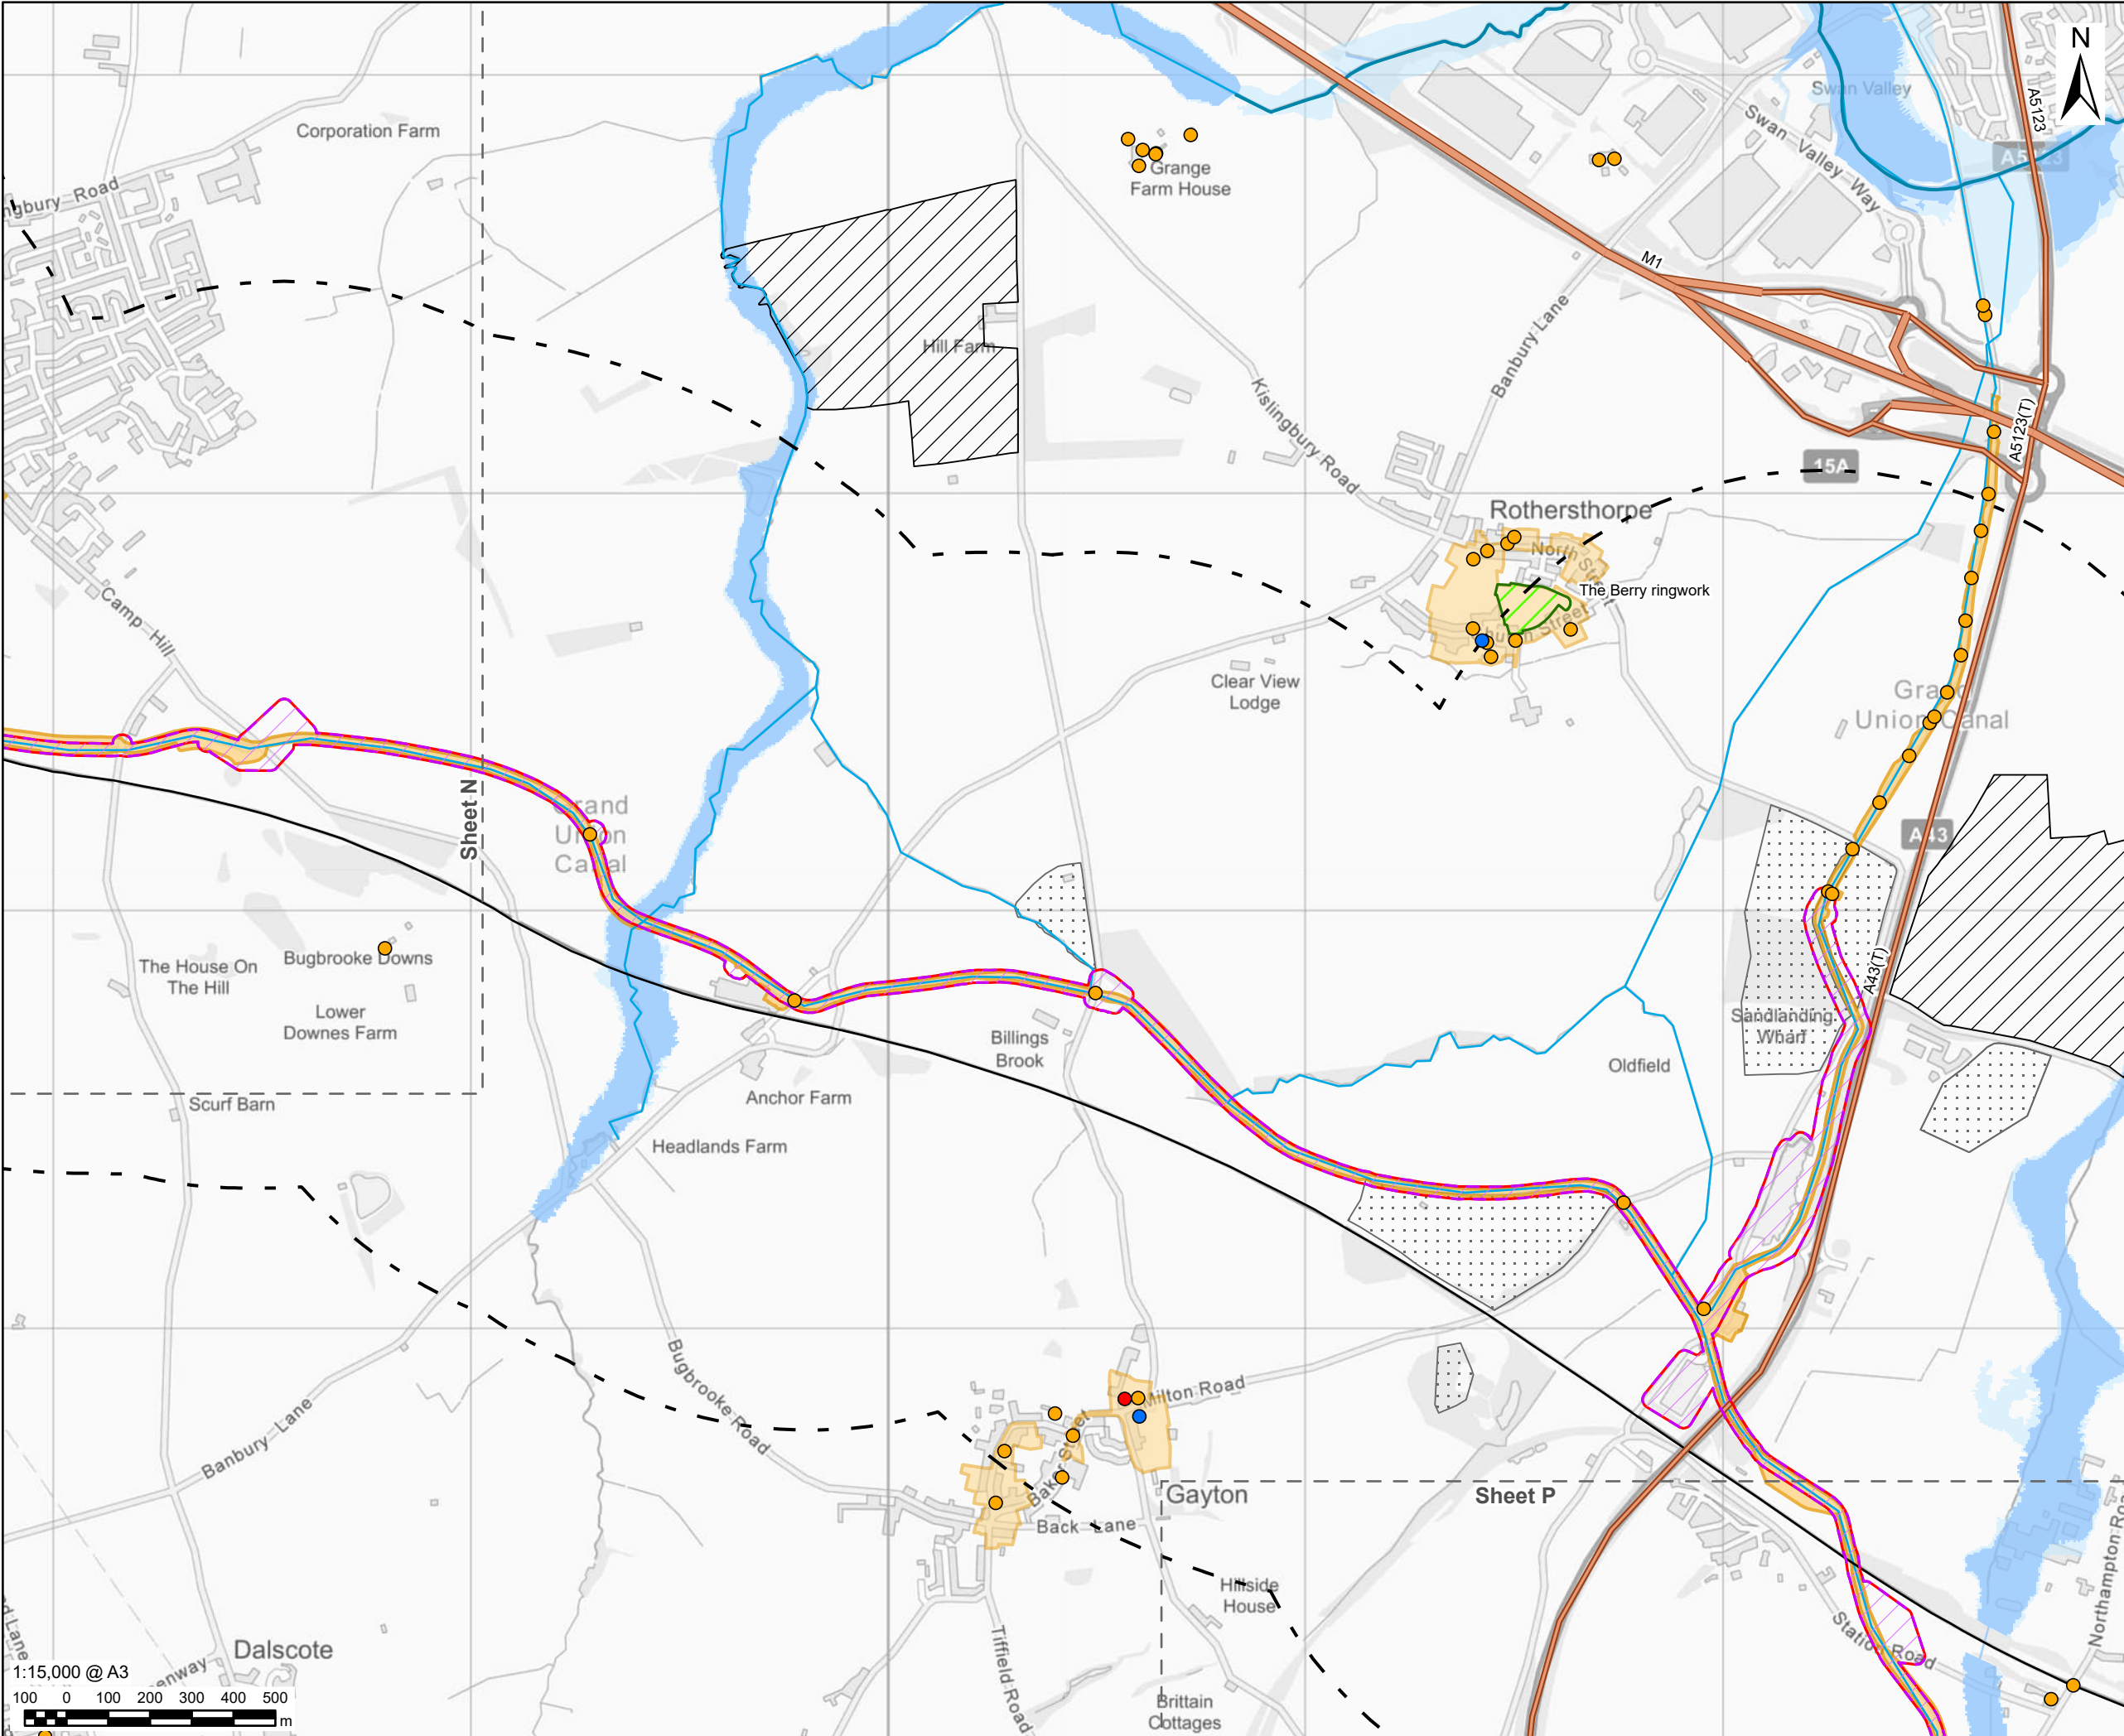 N
A5123
Swan Valley
Corporation Farm
Swan Valley Way
Grange
Farm House
ngbury Road
M1
Banbury Lane
Hill Farm
Kislingbury Road
A5123(T)
15A
Rothersthorpe
North
The Berry ringwork
Street
Camp Hill
Clear View
Lodge
Union Canal
Sheet N
Grand
Union
Canal
A43
The House On
The Hill
Bugbrooke Downs
Lower
Downes Farm
A43(T)
Sandlanding
Wharf
Billings
Brook
Oldfield
Scurf Barn
Anchor Farm
Headlands Farm
Bugbrooke Road
Milton Road
Baker Street
Banbury Lane
Gayton
Sheet P
Back Lane
Hillside
House
Northampton Ro
Station Road
d Lane
Dalscote
enway
Tiffield Road
Brittain
Cottages
1:15,000 @ A3
100 0 100 200 300 400 500
m